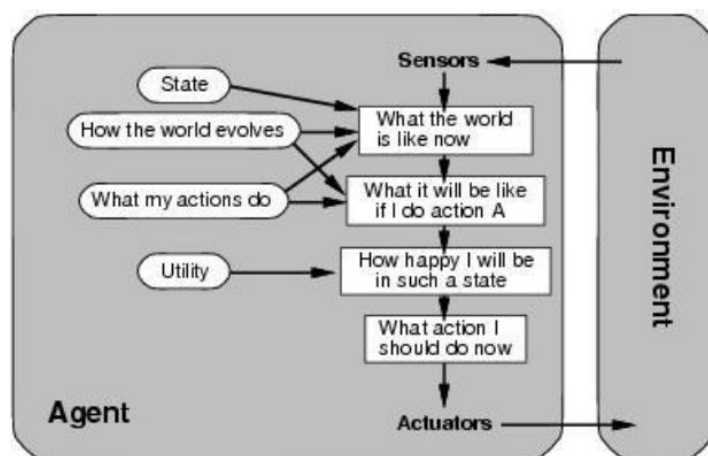 Sensors
State
How the world evolves
What the world
is like now
What my actions do
What it will be like
if I do action A
Utility
How happy I will be
in such a state
What action I
should do now
Agent
Actuators
Environment